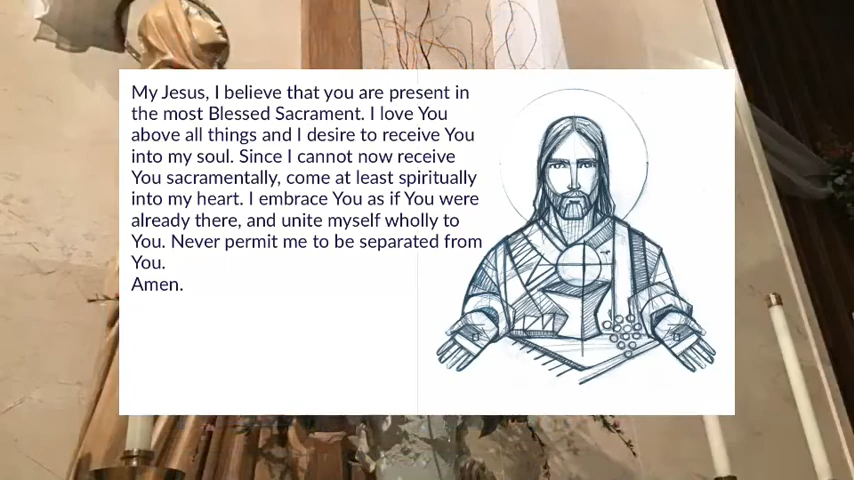 My Jesus, I believe that you are present in
the most Blessed Sacrament. I love You
above all things and I desire to receive You
into my soul. Since I cannot now receive
You sacramentally, come at least spiritually
into my heart. I embrace You as if You were
already there, and unite myself wholly to
You. Never permit me to be separated from
You.
Amen.